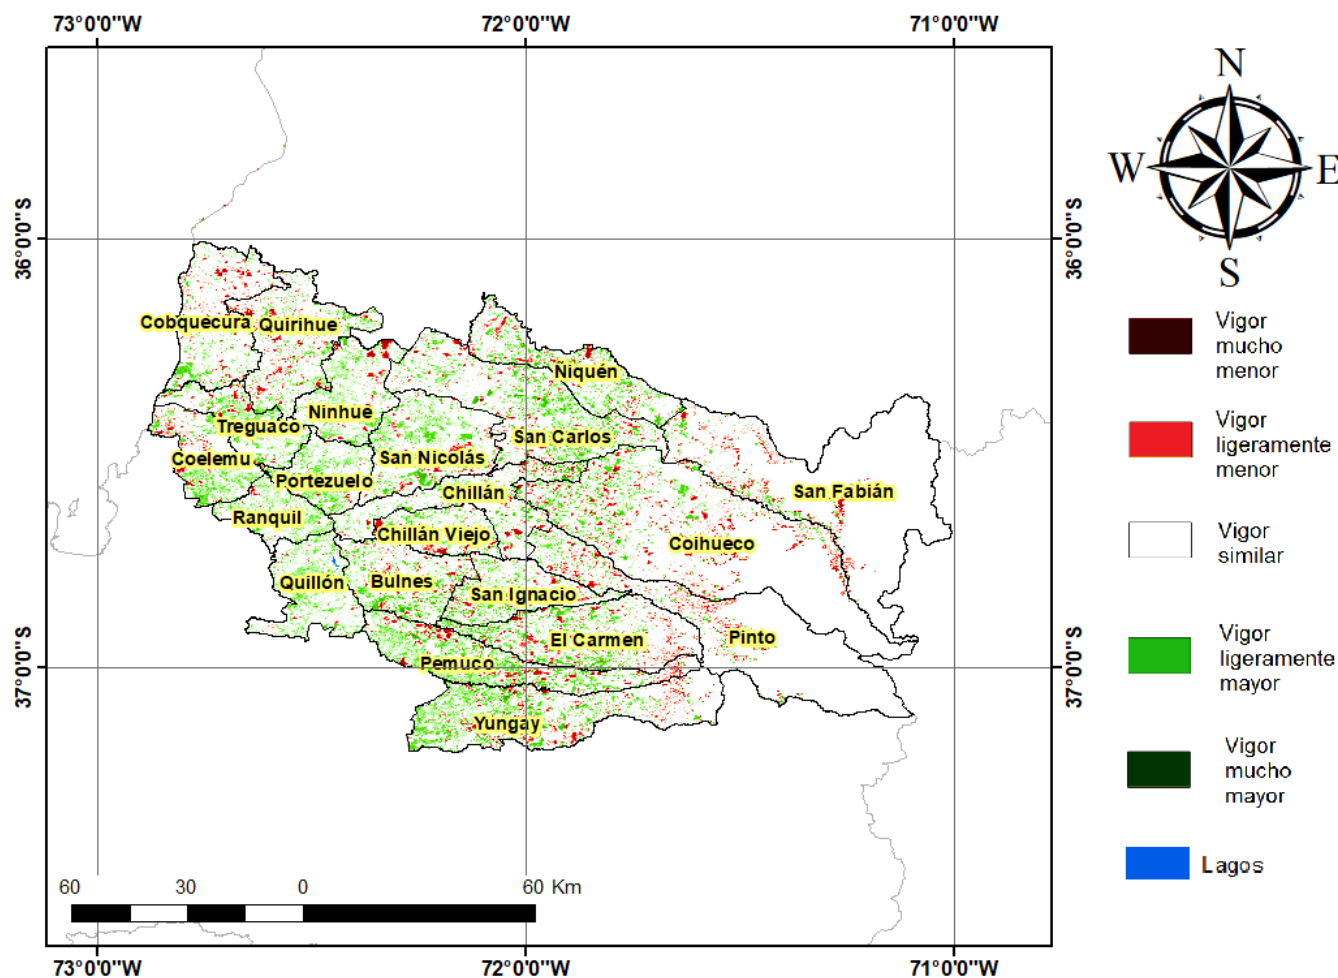 73°0'0"W
72°0'0"W
71°0'0"W
N
W
E
S
36°0'0"S
36°0'0"S
Vigor
mucho
menor
Cobquecura
Quirihue
Ñiquén
Ninhue
Treguaco
San Carlos
Vigor
ligeramente
menor
Coelemu
San Nicolás
Portezuelo
Chillán
San Fabián
Ranquil
Chillán Viejo
Coihueco
Vigor
similar
Quillón
Bulnes
San Ignacio
El Carmen
Pinto
Pemuco
Vigor
ligeramente
mayor
37°0'0"S
37°0'0"S
Yungay
Vigor
mucho
mayor
Lagos
60
30
0
60 Km
73°0'0"W
72°0'0"W
71°0'0"W